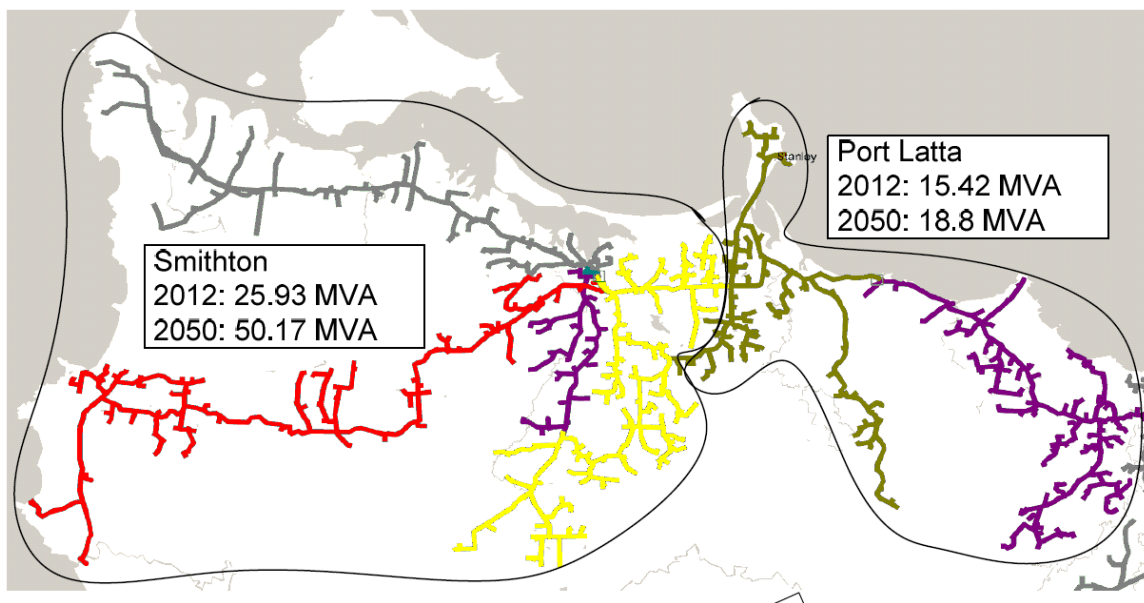 Smithton
2012: 25.93 MVA
2050: 50.17 MVA
Stanley
Port Latta
2012: 15.42 MVA
2050: 18.8 MVA